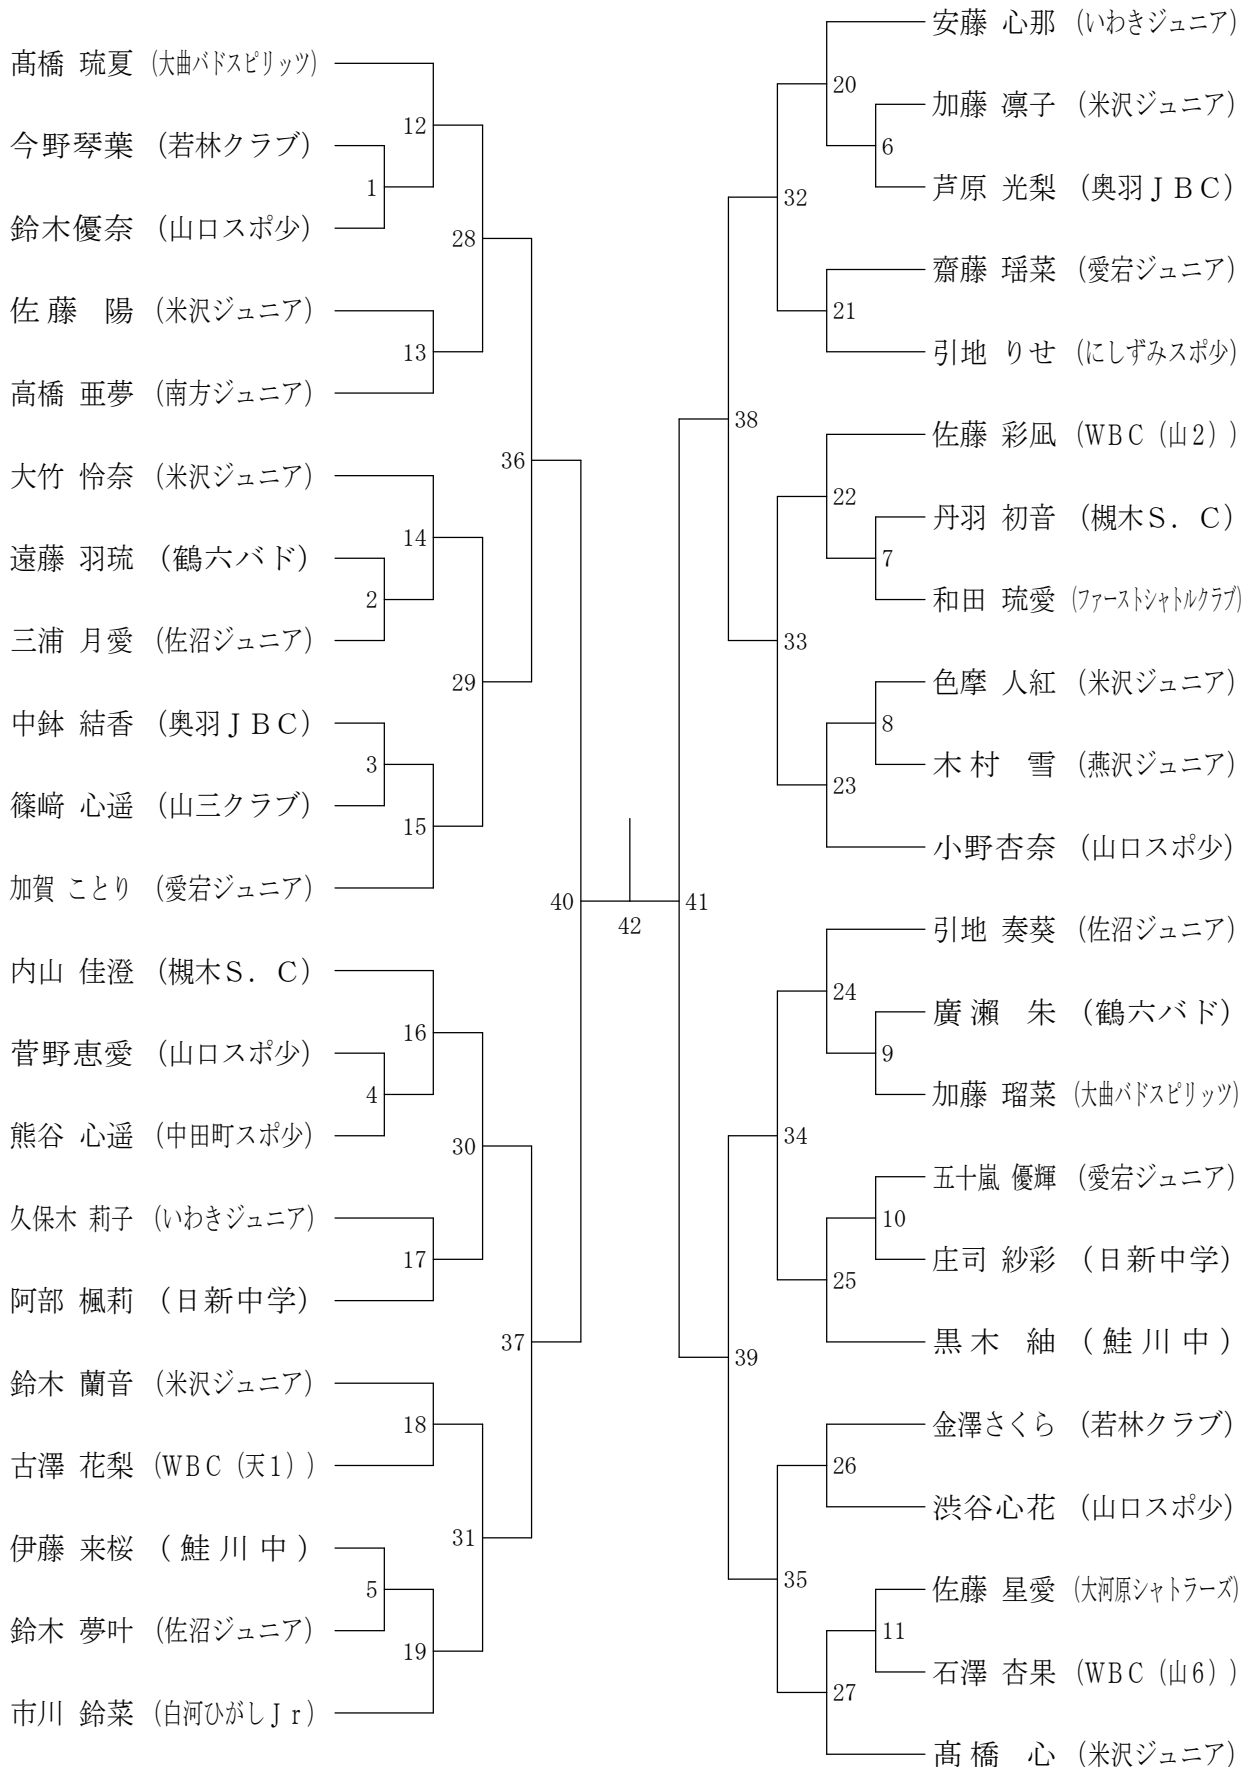 髙橋 琉夏 (大曲バドスピリッツ)
今野琴葉 (若林クラブ)
鈴木優奈 (山口スポ少)
佐藤 陽 (米沢ジュニア)
高橋 亜夢 (南方ジュニア)
大竹 怜奈 (米沢ジュニア)
遠藤 羽琉 (鶴六バド)
三浦 月愛 (佐沼ジュニア)
中鉢 結香 (奥羽ＪＢＣ)
篠﨑 心遥 (山三クラブ)
加賀 ことり (愛宕ジュニア)
内山 佳澄 (槻木Ｓ．Ｃ)
菅野恵愛 (山口スポ少)
熊谷 心遥 (中田町スポ少)
久保木 莉子 (いわきジュニア)
阿部 楓莉 (日新中学)
鈴木 蘭音 (米沢ジュニア)
古澤 花梨 (WBC (天1) )
伊藤 来桜 (鮭川中)
鈴木 夢叶 (佐沼ジュニア)
市川 鈴菜 (白河ひがしＪｒ)
1
2
3
4
5
12
13
14
15
16
17
18
19
28
29
30
31
36
37
40
42
41
38
39
32
33
34
35
20
21
22
23
24
25
26
27
6
7
8
9
10
11
安藤 心那 (いわきジュニア)
加藤 凛子 (米沢ジュニア)
芦原 光梨 (奥羽ＪＢＣ)
齋藤 瑶菜 (愛宕ジュニア)
引地 りせ (にしずみスポ少)
佐藤 彩凪 (WBC (山2) )
丹羽 初音 (槻木Ｓ．Ｃ)
和田 琉愛 (ファーストシャトルクラブ)
色摩 人紅 (米沢ジュニア)
木村 雪 (燕沢ジュニア)
小野杏奈 (山口スポ少)
引地 奏葵 (佐沼ジュニア)
廣瀬 朱 (鶴六バド)
加藤 瑠菜 (大曲バドスピリッツ)
五十嵐 優輝 (愛宕ジュニア)
庄司 紗彩 (日新中学)
黒木 紬 (鮭川中)
金澤さくら (若林クラブ)
渋谷心花 (山口スポ少)
佐藤 星愛 (大河原シャトラーズ)
石澤 杏果 (WBC (山6) )
髙橋 心 (米沢ジュニア)